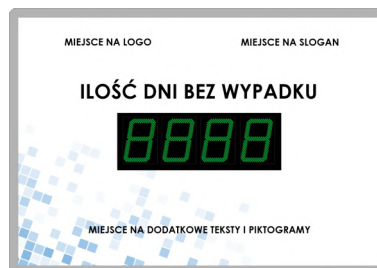 MIEJSCE NA LOGO
MIEJSCE NA SLOGAN
ILOŚĆ DNI BEZ WYPADKU
8888
MIEJSCE NA DODATKOWE TEKSTY I PIKTOGRAMY